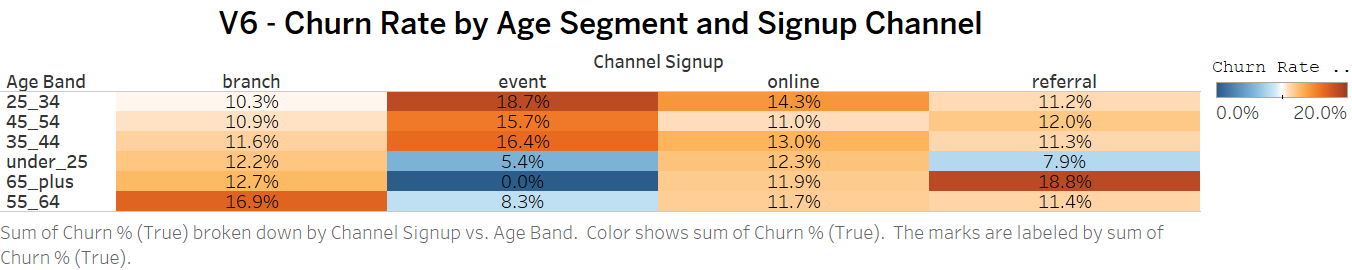 V6 - Churn Rate by Age Segment and Signup Channel
Channel Signup
Age Band branch event online referral
25_34 10.3% 18.7% 14.3% 11.2%
45_54 10.9% 15.7% 11.0% 12.0%
35_44 11.6% 16.4% 13.0% 11.3%
under_25 12.2% 5.4% 12.3% 7.9%
65_plus 12.7% 0.0% 11.9% 18.8%
55_64 16.9% 8.3% 11.7% 11.4%
Churn Rate ..
0.0% 20.0%
Sum of Churn % (True) broken down by Channel Signup vs. Age Band. Color shows sum of Churn % (True). The marks are labeled by sum of
Churn % (True).